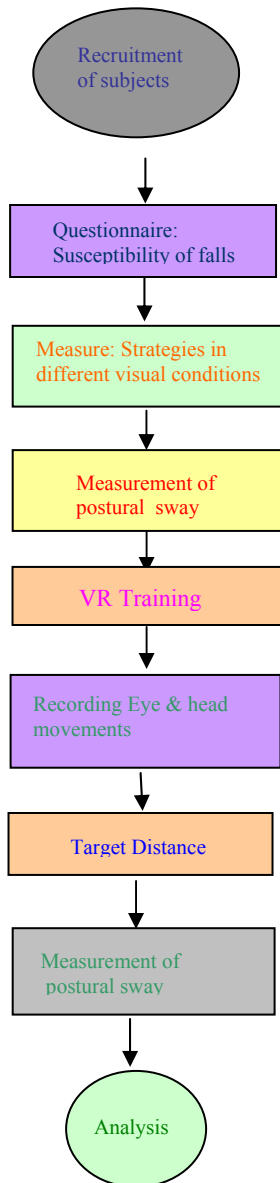 Recruitment
of subjects
Questionnaire:
Susceptibility of falls
Measure: Strategies in
different visual conditions
Measurement of
postural sway
VR Training
Recording Eye & head
movements
Target Distance
Measurement of
postural sway
Analysis